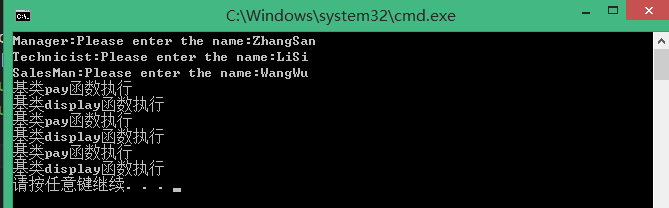 C:\Windows\system32\cmd.exe
Manager:Please enter the name:ZhangSan
Technicist:Please enter the name:LiSi
SalesMan:Please enter the name:WangWu
基类pay函数执行
基类display函数执行
基类pay函数执行
基类display函数执行
基类pay函数执行
基类display函数执行
请按任意键继续. . .